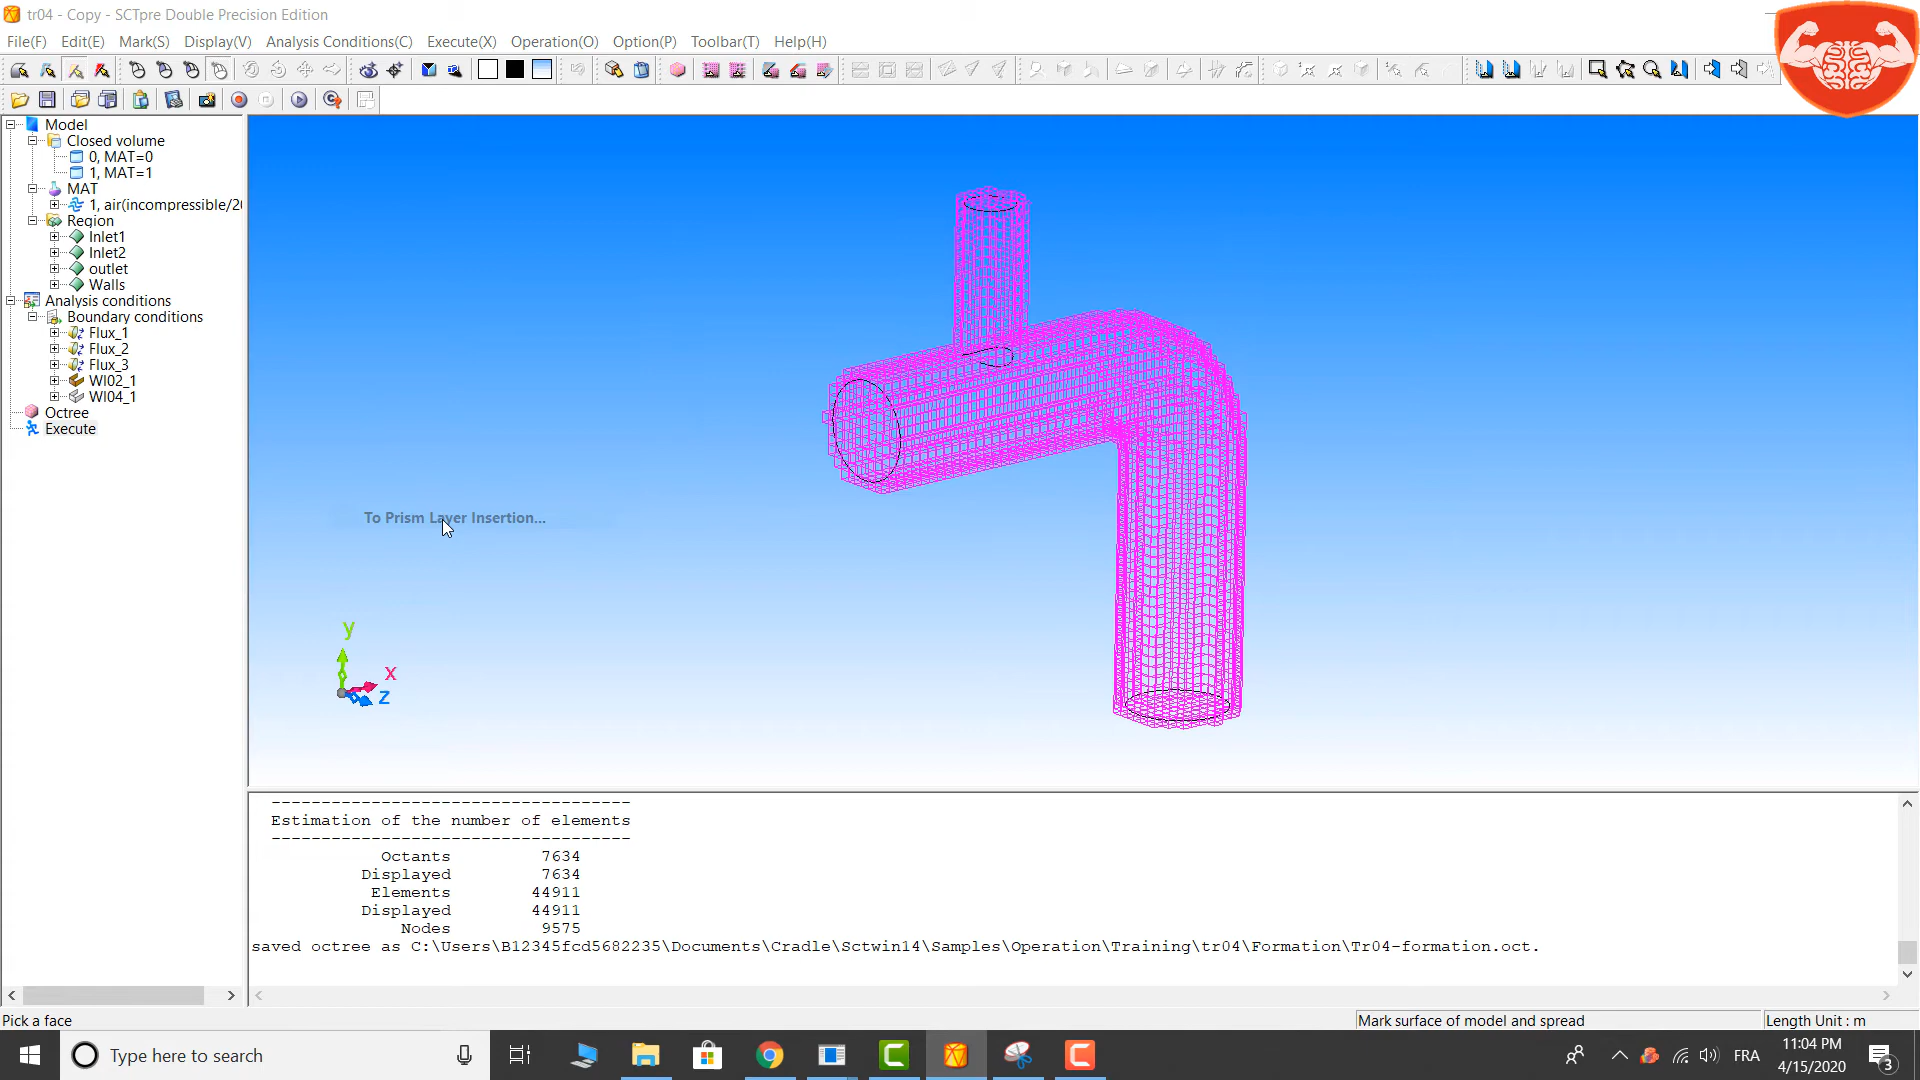 tr04 - Copy - SCTpre Double Precision Edition
File(F) Edit(E) Mark(S) Display(V) Analysis Conditions(C) Execute(X) Operation(O) Option(P) Toolbar(T) Help(H)
Model
Closed volume
0, MAT=0
1, MAT=1
MAT
1, air(incompressible/20
Region
Inlet1
Inlet2
outlet
Walls
Analysis conditions
Boundary conditions
Flux_1
Flux_2
Flux_3
WI02_1
WI04_1
Octree
Execute
To Prism Layer Insertion...
y
x
z
------------------------------------
Estimation of the number of elements
------------------------------------
Octants 7634
Displayed 7634
Elements 44911
Displayed 44911
Nodes 9575
saved octree as C:\Users\B12345fcd5682235\Documents\Cradle\Sctwin14\Samples\Operation\Training\tr04\Formation\Tr04-formation.oct.
Pick a face
Mark surface of model and spread
Length Unit : m
Type here to search
FRA
11:04 PM
4/15/2020
3